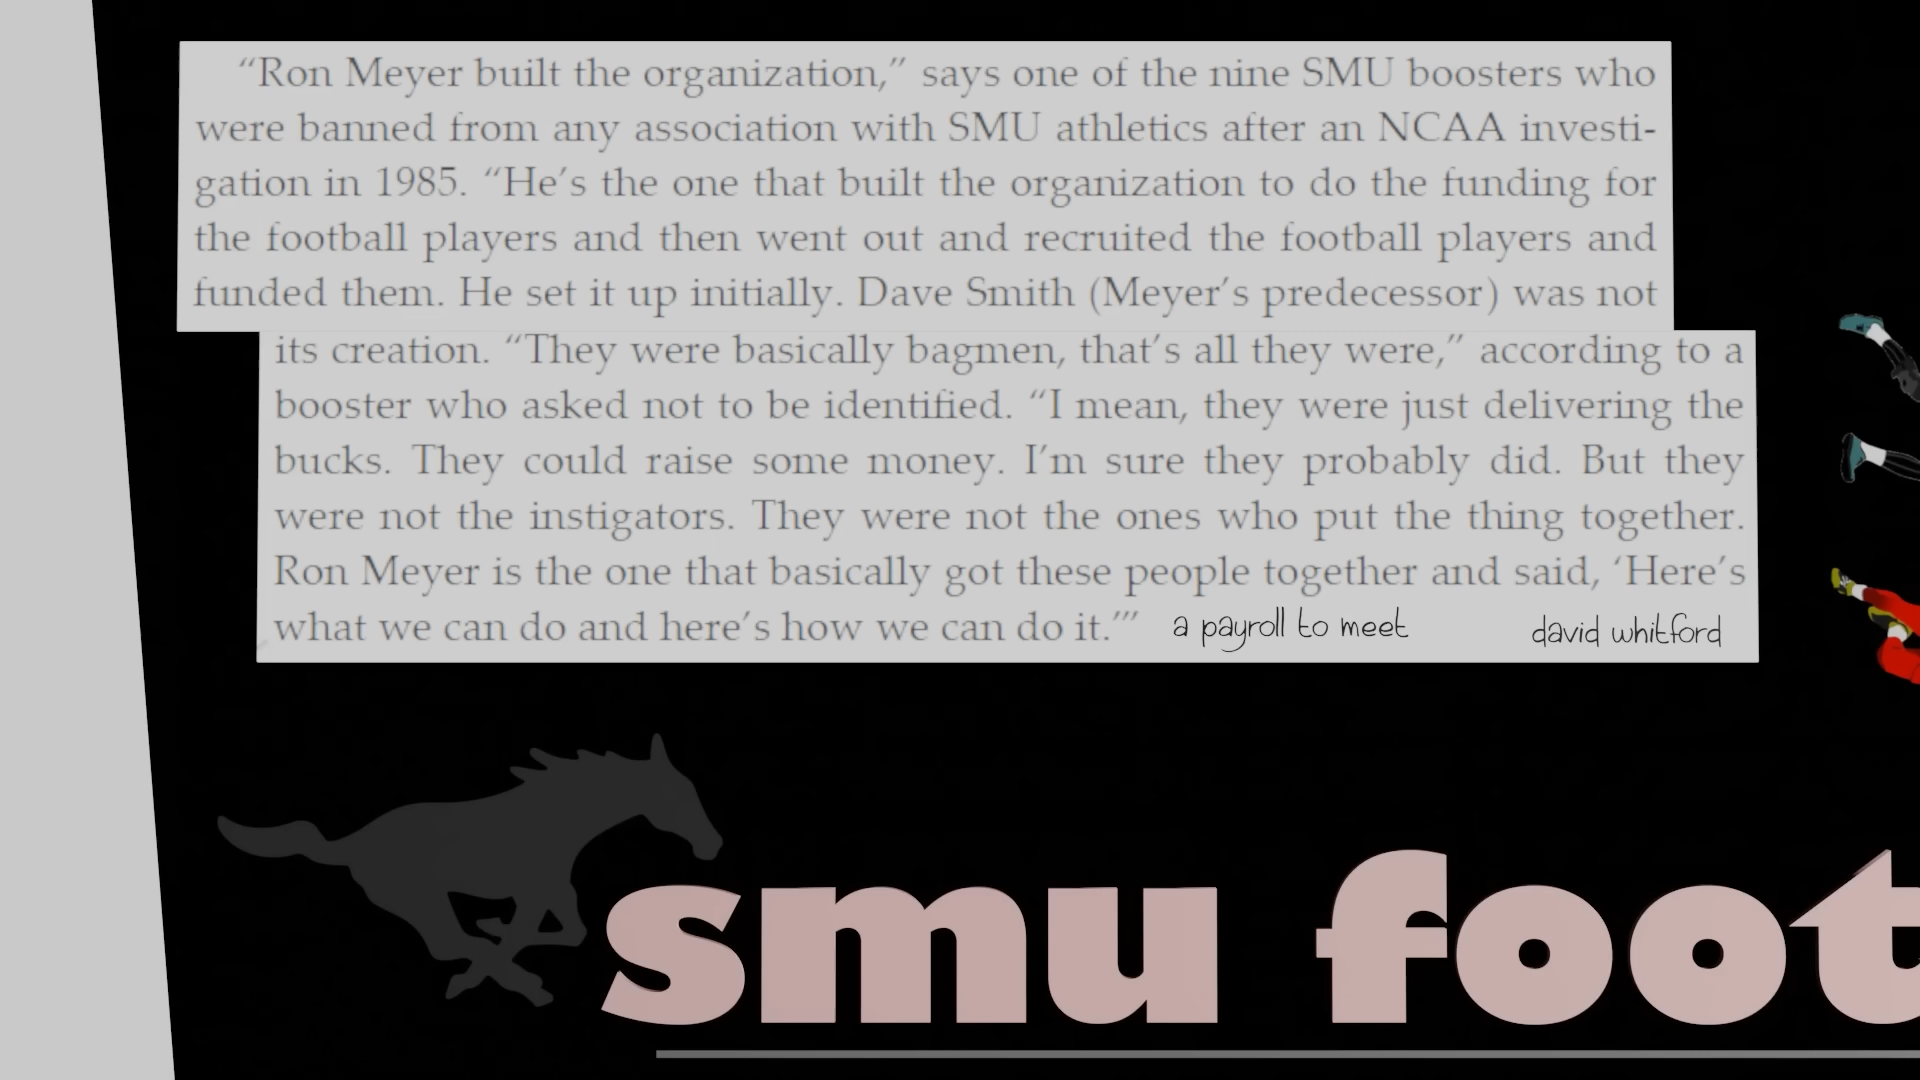 “Ron Meyer built the organization,” says one of the nine SMU boosters who
were banned from any association with SMU athletics after an NCAA investi-
gation in 1985. “He’s the one that built the organization to do the funding for
the football players and then went out and recruited the football players and
funded them. He set it up initially. Dave Smith (Meyer’s predecessor) was not
its creation. “They were basically bagmen, that’s all they were,” according to a
booster who asked not to be identified. “I mean, they were just delivering the
bucks. They could raise some money. I’m sure they probably did. But they
were not the instigators. They were not the ones who put the thing together.
Ron Meyer is the one that basically got these people together and said, ‘Here’s
what we can do and here’s how we can do it.’” a payroll to meet david whitford
smu foot